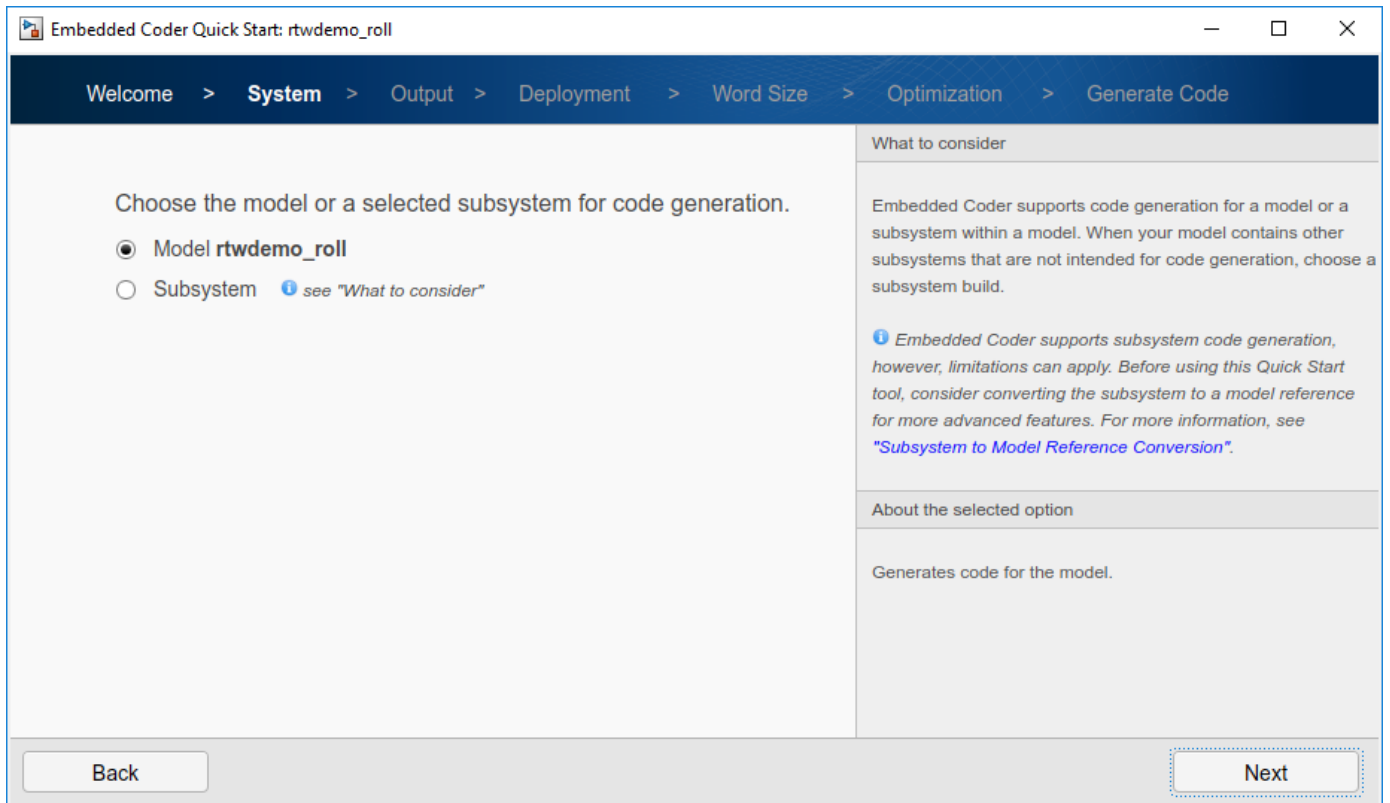 Embedded Coder Quick Start: rtwdemo_roll
Welcome > System > Output > Deployment > Word Size > Optimization > Generate Code
Choose the model or a selected subsystem for code generation.
Model rtwdemo_roll
Subsystem see "What to consider"
What to consider
Embedded Coder supports code generation for a model or a
subsystem within a model. When your model contains other
subsystems that are not intended for code generation, choose a
subsystem build.
Embedded Coder supports subsystem code generation,
however, limitations can apply. Before using this Quick Start
tool, consider converting the subsystem to a model reference
for more advanced features. For more information, see
"Subsystem to Model Reference Conversion".
About the selected option
Generates code for the model.
Back
Next